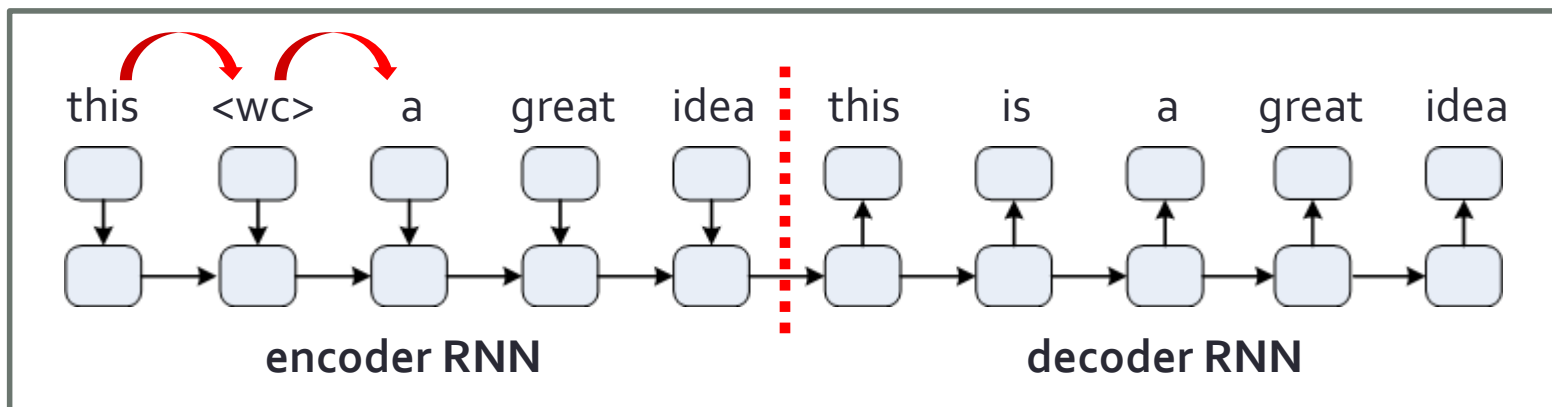 this <wc> a great idea this is a great idea
encoder RNN decoder RNN